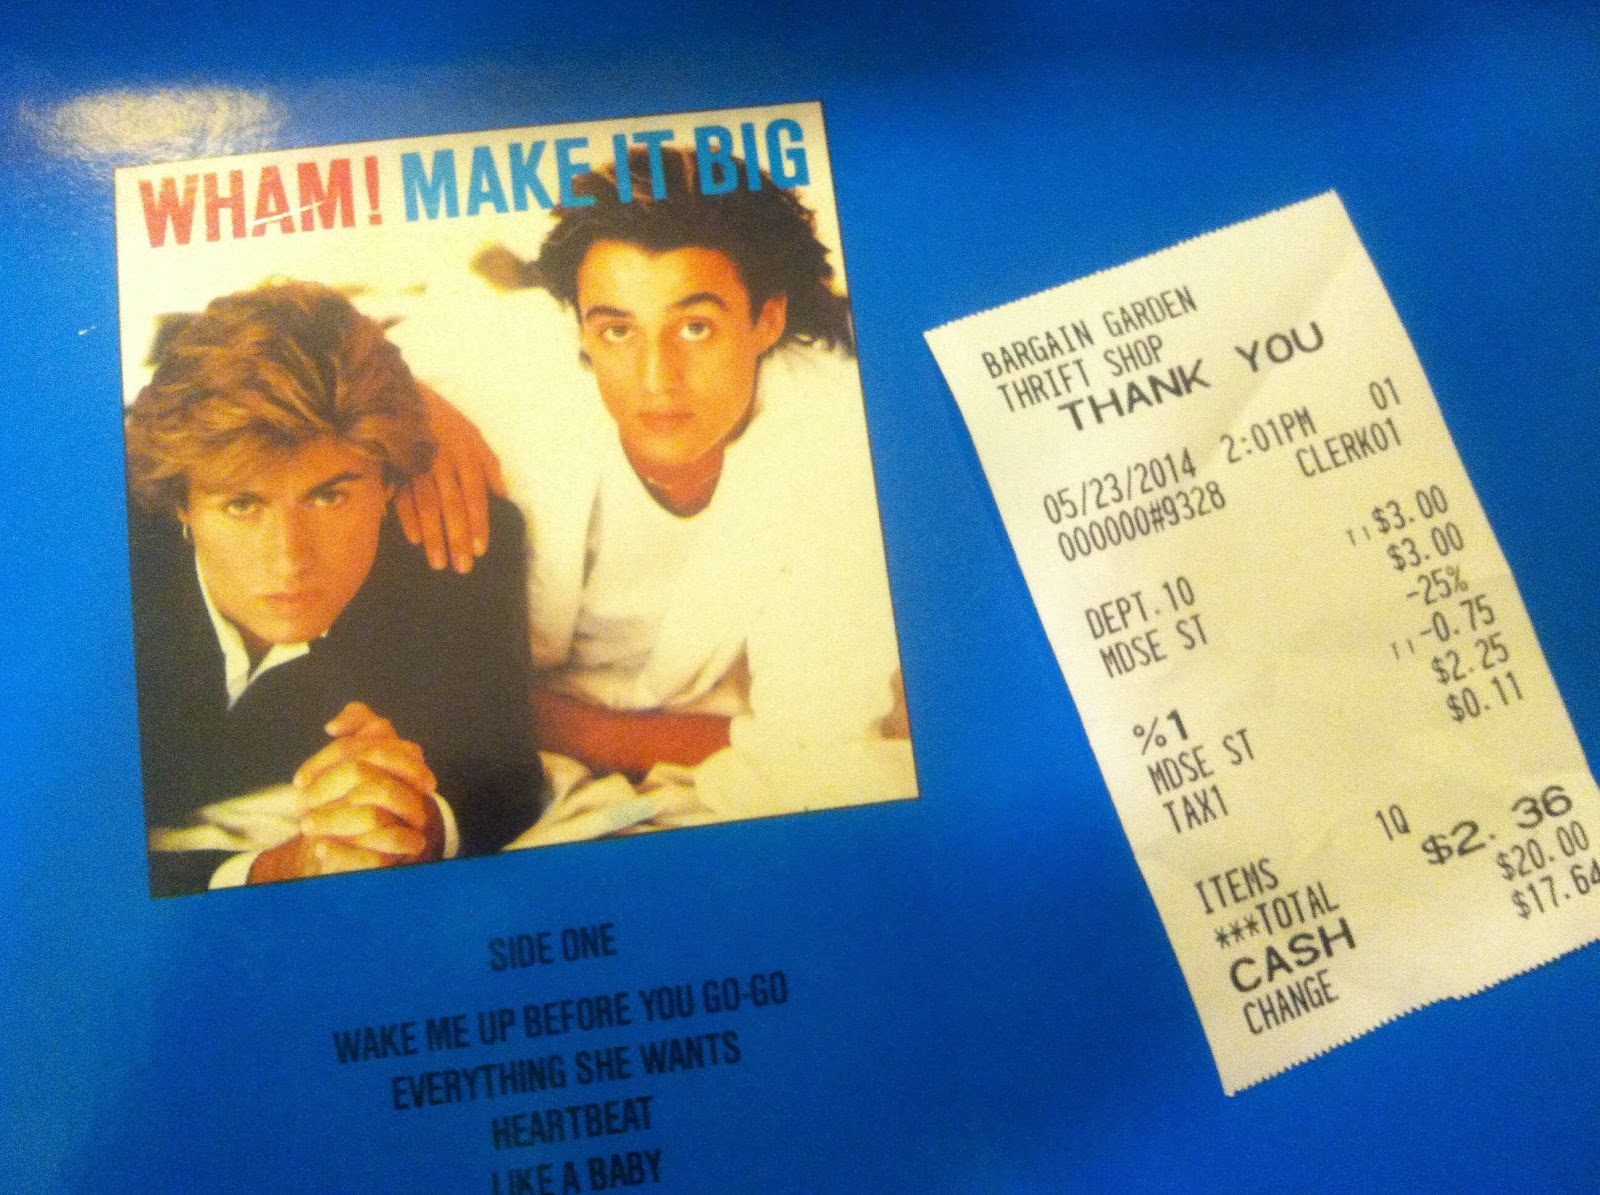 WHAM! MAKE IT BIG
SIDE ONE
WAKE ME UP BEFORE YOU GO-GO
EVERYTHING SHE WANTS
HEARTBEAT
LIKE A BABY
BARGAIN GARDEN
THRIFT SHOP
THANK YOU
05/23/2014 2:01PM 01
000000#9328 CLERK01
DEPT.10 T1 $3.00
MDSE ST $3.00
%1 -25%
T1 -0.75
MDSE ST $2.25
TAX1 $0.11
ITEMS 1Q
***TOTAL $2.36
CASH $20.00
CHANGE $17.64